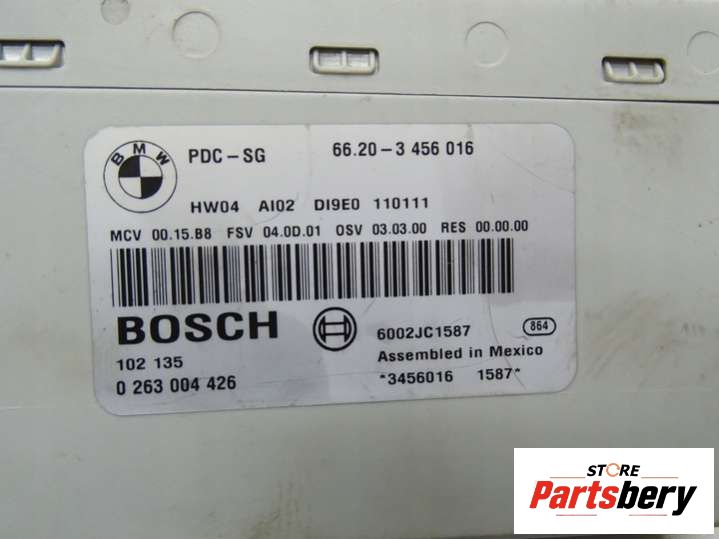 BMW
PDC-SG 66.20-3 456 016
HW04 AI02 DI9E0 110111
MCV 00.15.B8 FSV 04.0D.01 OSV 03.03.00 RES 00.00.00
BOSCH
6002JC1587 864
102 135
Assembled in Mexico
0 263 004 426
*3456016 1587*
STORE
Partsbery